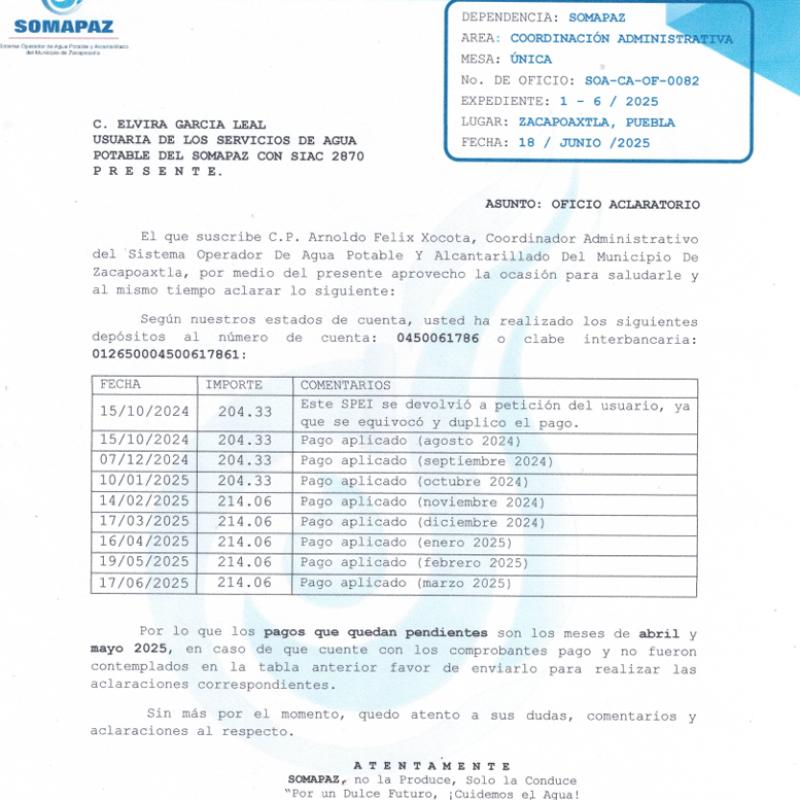 SOMAPAZ
Sistema Operador de Agua Potable y Alcantarillado
del Municipio de Zacapoaxtla
DEPENDENCIA: SOMAPAZ
AREA: COORDINACIÓN ADMINISTRATIVA
MESA: ÚNICA
No. DE OFICIO: SOA-CA-OF-0082
EXPEDIENTE: 1 - 6 / 2025
LUGAR: ZACAPOAXTLA, PUEBLA
FECHA: 18 / JUNIO /2025
C. ELVIRA GARCIA LEAL
USUARIA DE LOS SERVICIOS DE AGUA
POTABLE DEL SOMAPAZ CON SIAC 2870
P R E S E N T E.
ASUNTO: OFICIO ACLARATORIO
El que suscribe C.P. Arnoldo Felix Xocota, Coordinador Administrativo
del Sistema Operador De Agua Potable Y Alcantarillado Del Municipio De
Zacapoaxtla, por medio del presente aprovecho la ocasión para saludarle y
al mismo tiempo aclarar lo siguiente:
Según nuestros estados de cuenta, usted ha realizado los siguientes
depósitos al número de cuenta: 0450061786 o clabe interbancaria:
012650004500617861:
FECHA IMPORTE COMENTARIOS
15/10/2024 204.33 Este SPEI se devolvió a petición del usuario, ya
que se equivocó y duplico el pago.
15/10/2024 204.33 Pago aplicado (agosto 2024)
07/12/2024 204.33 Pago aplicado (septiembre 2024)
10/01/2025 204.33 Pago aplicado (octubre 2024)
14/02/2025 214.06 Pago aplicado (noviembre 2024)
17/03/2025 214.06 Pago aplicado (diciembre 2024)
16/04/2025 214.06 Pago aplicado (enero 2025)
19/05/2025 214.06 Pago aplicado (febrero 2025)
17/06/2025 214.06 Pago aplicado (marzo 2025)
Por lo que los pagos que quedan pendientes son los meses de abril y
mayo 2025, en caso de que cuente con los comprobantes pago y no fueron
contemplados en la tabla anterior favor de enviarlo para realizar las
aclaraciones correspondientes.
Sin más por el momento, quedo atento a sus dudas, comentarios y
aclaraciones al respecto.
A T E N T A M E N T E
SOMAPAZ, no la Produce, Solo la Conduce
"Por un Dulce Futuro, ¡Cuidemos el Agua!